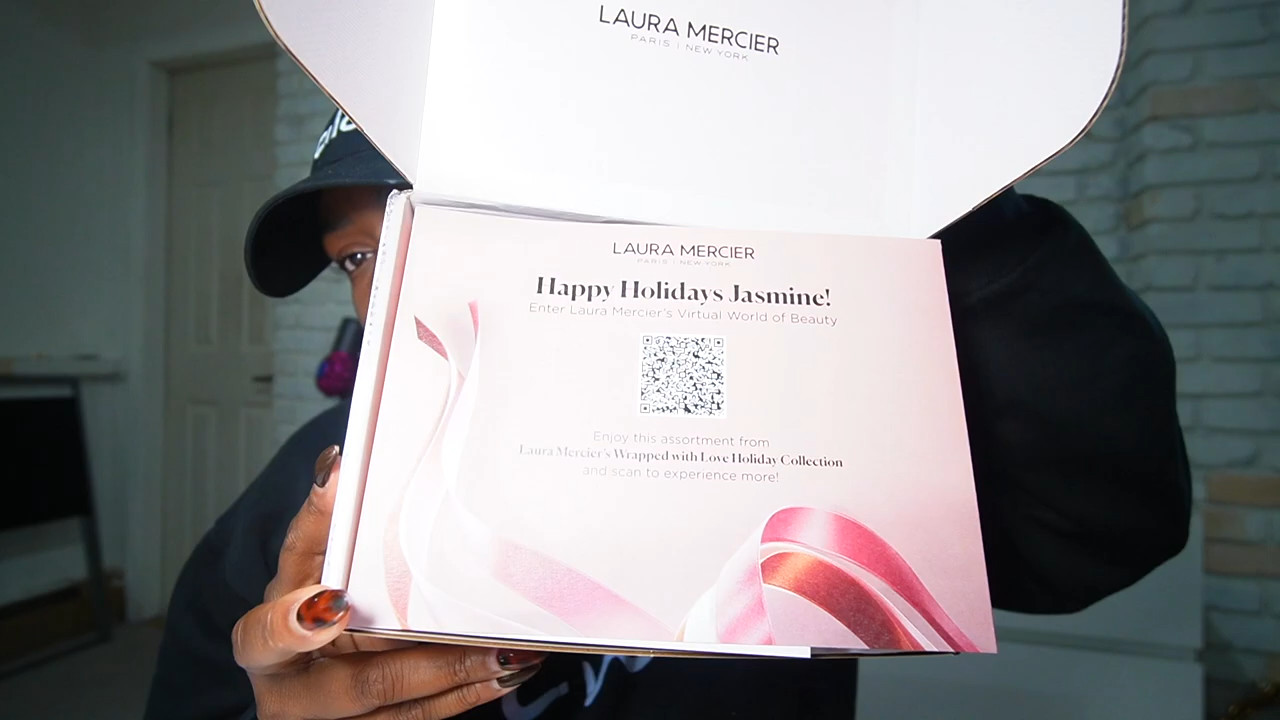 LAURA MERCIER
PARIS | NEW YORK
LAURA MERCIER
PARIS | NEW YORK
Happy Holidays Jasmine!
Enter Laura Mercier's Virtual World of Beauty
Enjoy this assortment from
Laura Mercier's Wrapped with Love Holiday Collection
and scan to experience more!